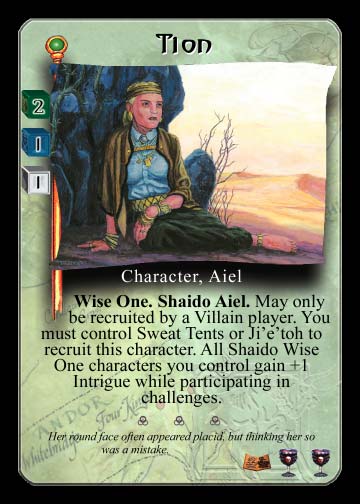 Tion
2
1
1
Character, Aiel
Wise One. Shaido Aiel. May only
be recruited by a Villain player. You
must control Sweat Tents or Ji'e'toh to
recruit this character. All Shaido Wise
One characters you control gain +1
Intrigue while participating in
challenges.
Her round face often appeared placid, but thinking her so
was a mistake.
Four Kings